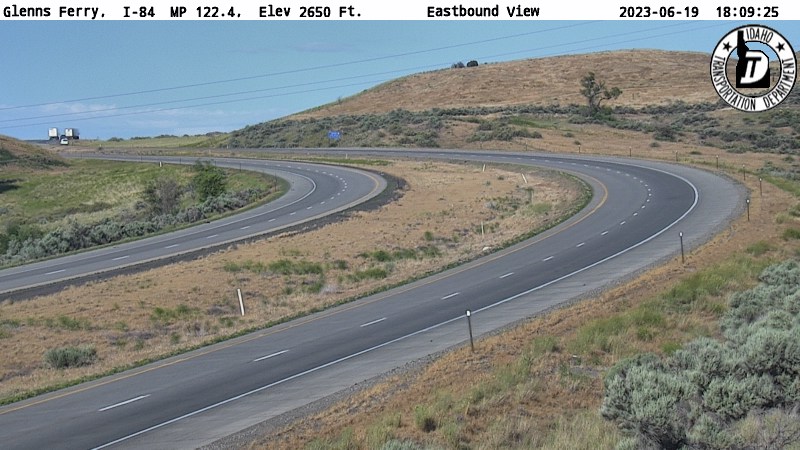 Glenns Ferry, I-84 MP 122.4, Elev 2650 Ft. Eastbound View 2023-06-19 18:09:25
IDAHO
TRANSPORTATION DEPARTMENT